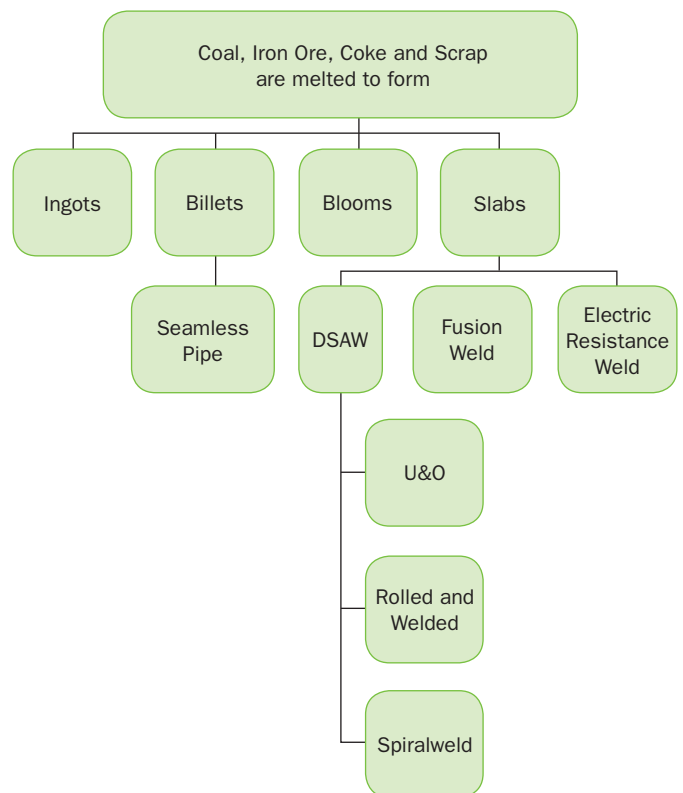 Coal, Iron Ore, Coke and Scrap
are melted to form
Ingots
Billets
Blooms
Slabs
Seamless
Pipe
DSAW
Fusion
Weld
Electric
Resistance
Weld
U&O
Rolled and
Welded
Spiralweld